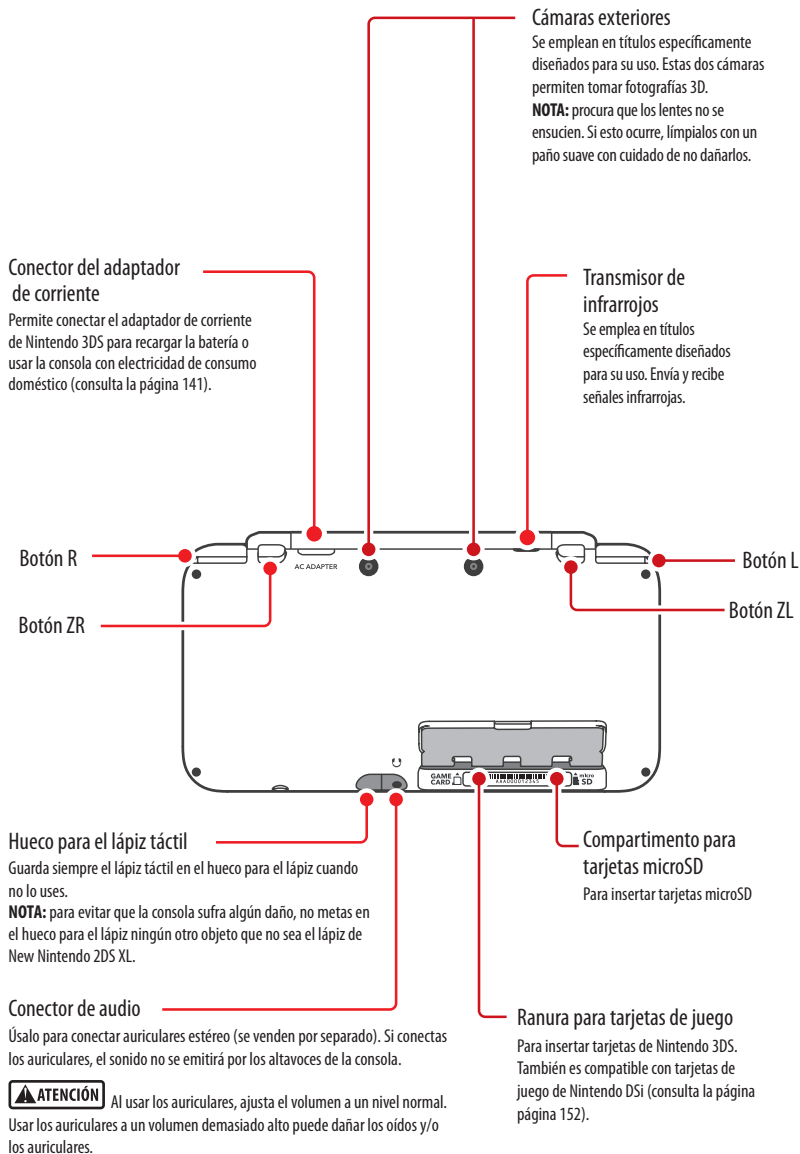 Cámaras exteriores
Se emplean en títulos específicamente
diseñados para su uso. Estas dos cámaras
permiten tomar fotografías 3D.
NOTA: procura que los lentes no se
ensucien. Si esto ocurre, límpialos con un
paño suave con cuidado de no dañarlos.
Conector del adaptador
de corriente
Permite conectar el adaptador de corriente
de Nintendo 3DS para recargar la batería o
usar la consola con electricidad de consumo
doméstico (consulta la página 141).
Transmisor de
infrarrojos
Se emplea en títulos
específicamente diseñados
para su uso. Envía y recibe
señales infrarrojas.
Botón R
AC ADAPTER
Botón L
Botón ZR
Botón ZL
GAME
CARD
AAA000012345
micro
SD
Hueco para el lápiz táctil
Guarda siempre el lápiz táctil en el hueco para el lápiz cuando
no lo uses.
NOTA: para evitar que la consola sufra algún daño, no metas en
el hueco para el lápiz ningún otro objeto que no sea el lápiz de
New Nintendo 2DS XL.
Compartimento para
tarjetas microSD
Para insertar tarjetas microSD
Conector de audio
Úsalo para conectar auriculares estéreo (se venden por separado). Si conectas
los auriculares, el sonido no se emitirá por los altavoces de la consola.
ATENCIÓN Al usar los auriculares, ajusta el volumen a un nivel normal.
Usar los auriculares a un volumen demasiado alto puede dañar los oídos y/o
los auriculares.
Ranura para tarjetas de juego
Para insertar tarjetas de Nintendo 3DS.
También es compatible con tarjetas de
juego de Nintendo DSi (consulta la página
página 152).